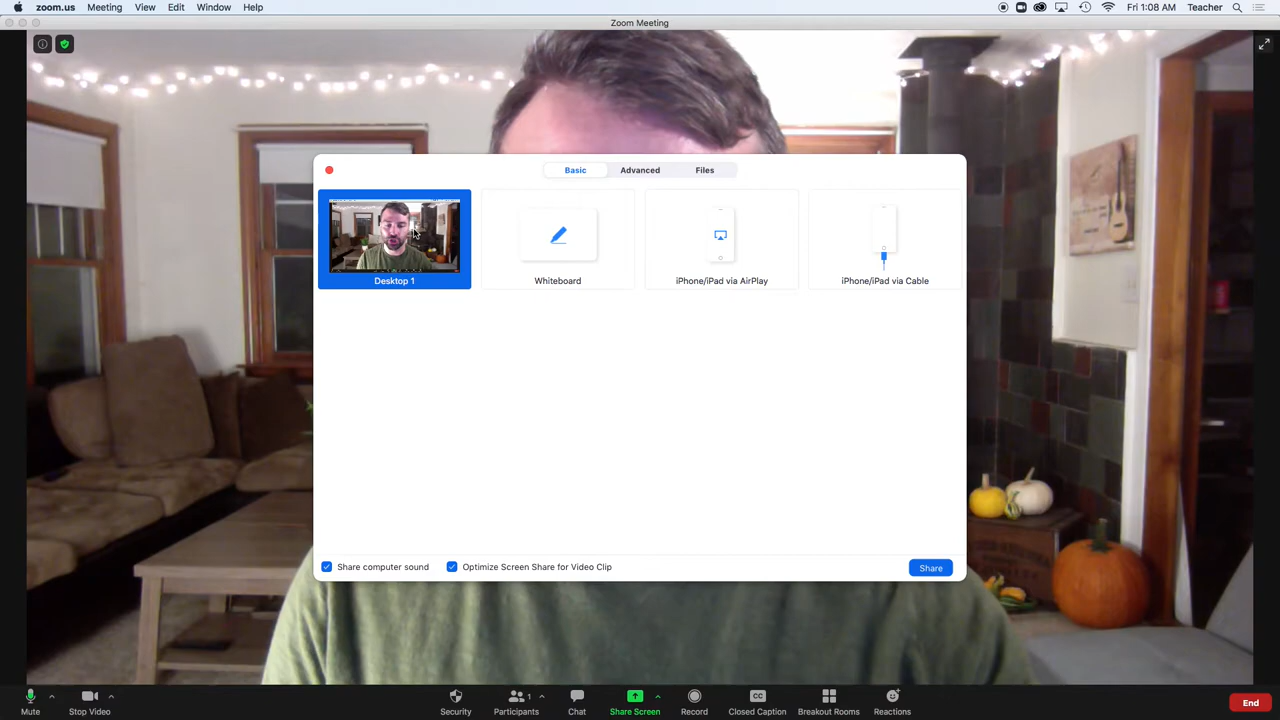 zoom.us Meeting View Edit Window Help Fri 1:08 AM Teacher
Zoom Meeting
Basic Advanced Files
Desktop 1 Whiteboard iPhone/iPad via AirPlay iPhone/iPad via Cable
Share computer sound Optimize Screen Share for Video Clip Share
Mute Stop Video Security Participants 1 Chat Share Screen Record Closed Caption Breakout Rooms Reactions End